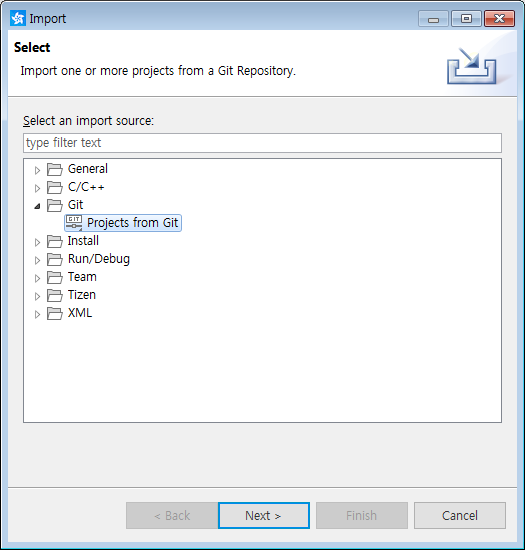 Import
Select
Import one or more projects from a Git Repository.
Select an import source:
type filter text
General
C/C++
Git
GIT Projects from Git
Install
Run/Debug
Team
Tizen
XML
< Back Next > Finish Cancel